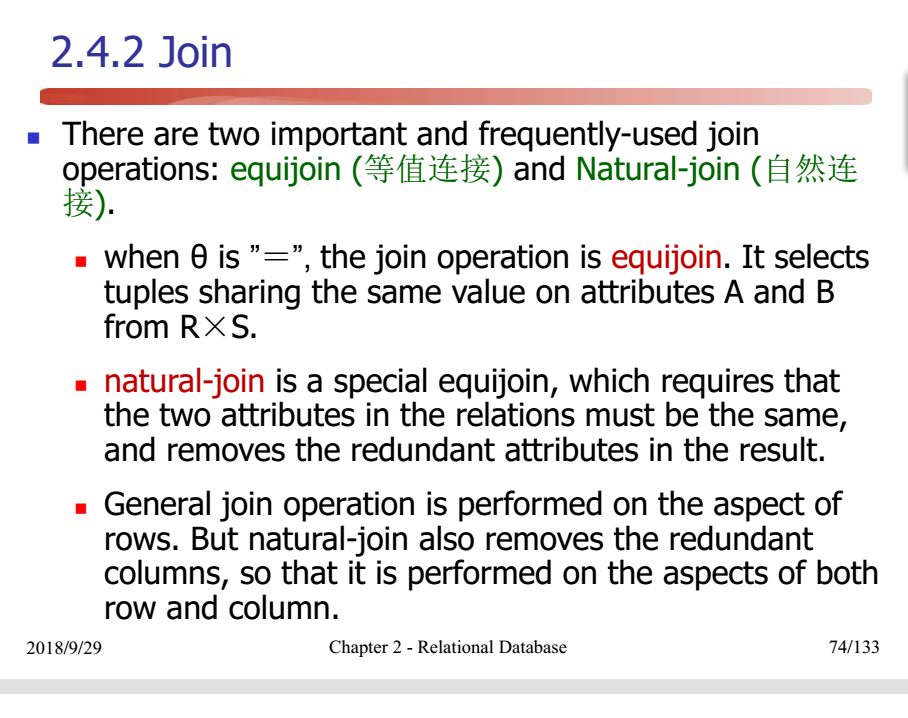 2.4.2 Join
There are two important and frequently-used join
operations: equijoin (等值连接) and Natural-join (自然连
接).
when θ is ”＝”, the join operation is equijoin. It selects
tuples sharing the same value on attributes A and B
from R×S.
natural-join is a special equijoin, which requires that
the two attributes in the relations must be the same,
and removes the redundant attributes in the result.
General join operation is performed on the aspect of
rows. But natural-join also removes the redundant
columns, so that it is performed on the aspects of both
row and column.
2018/9/29 Chapter 2 - Relational Database 74/133